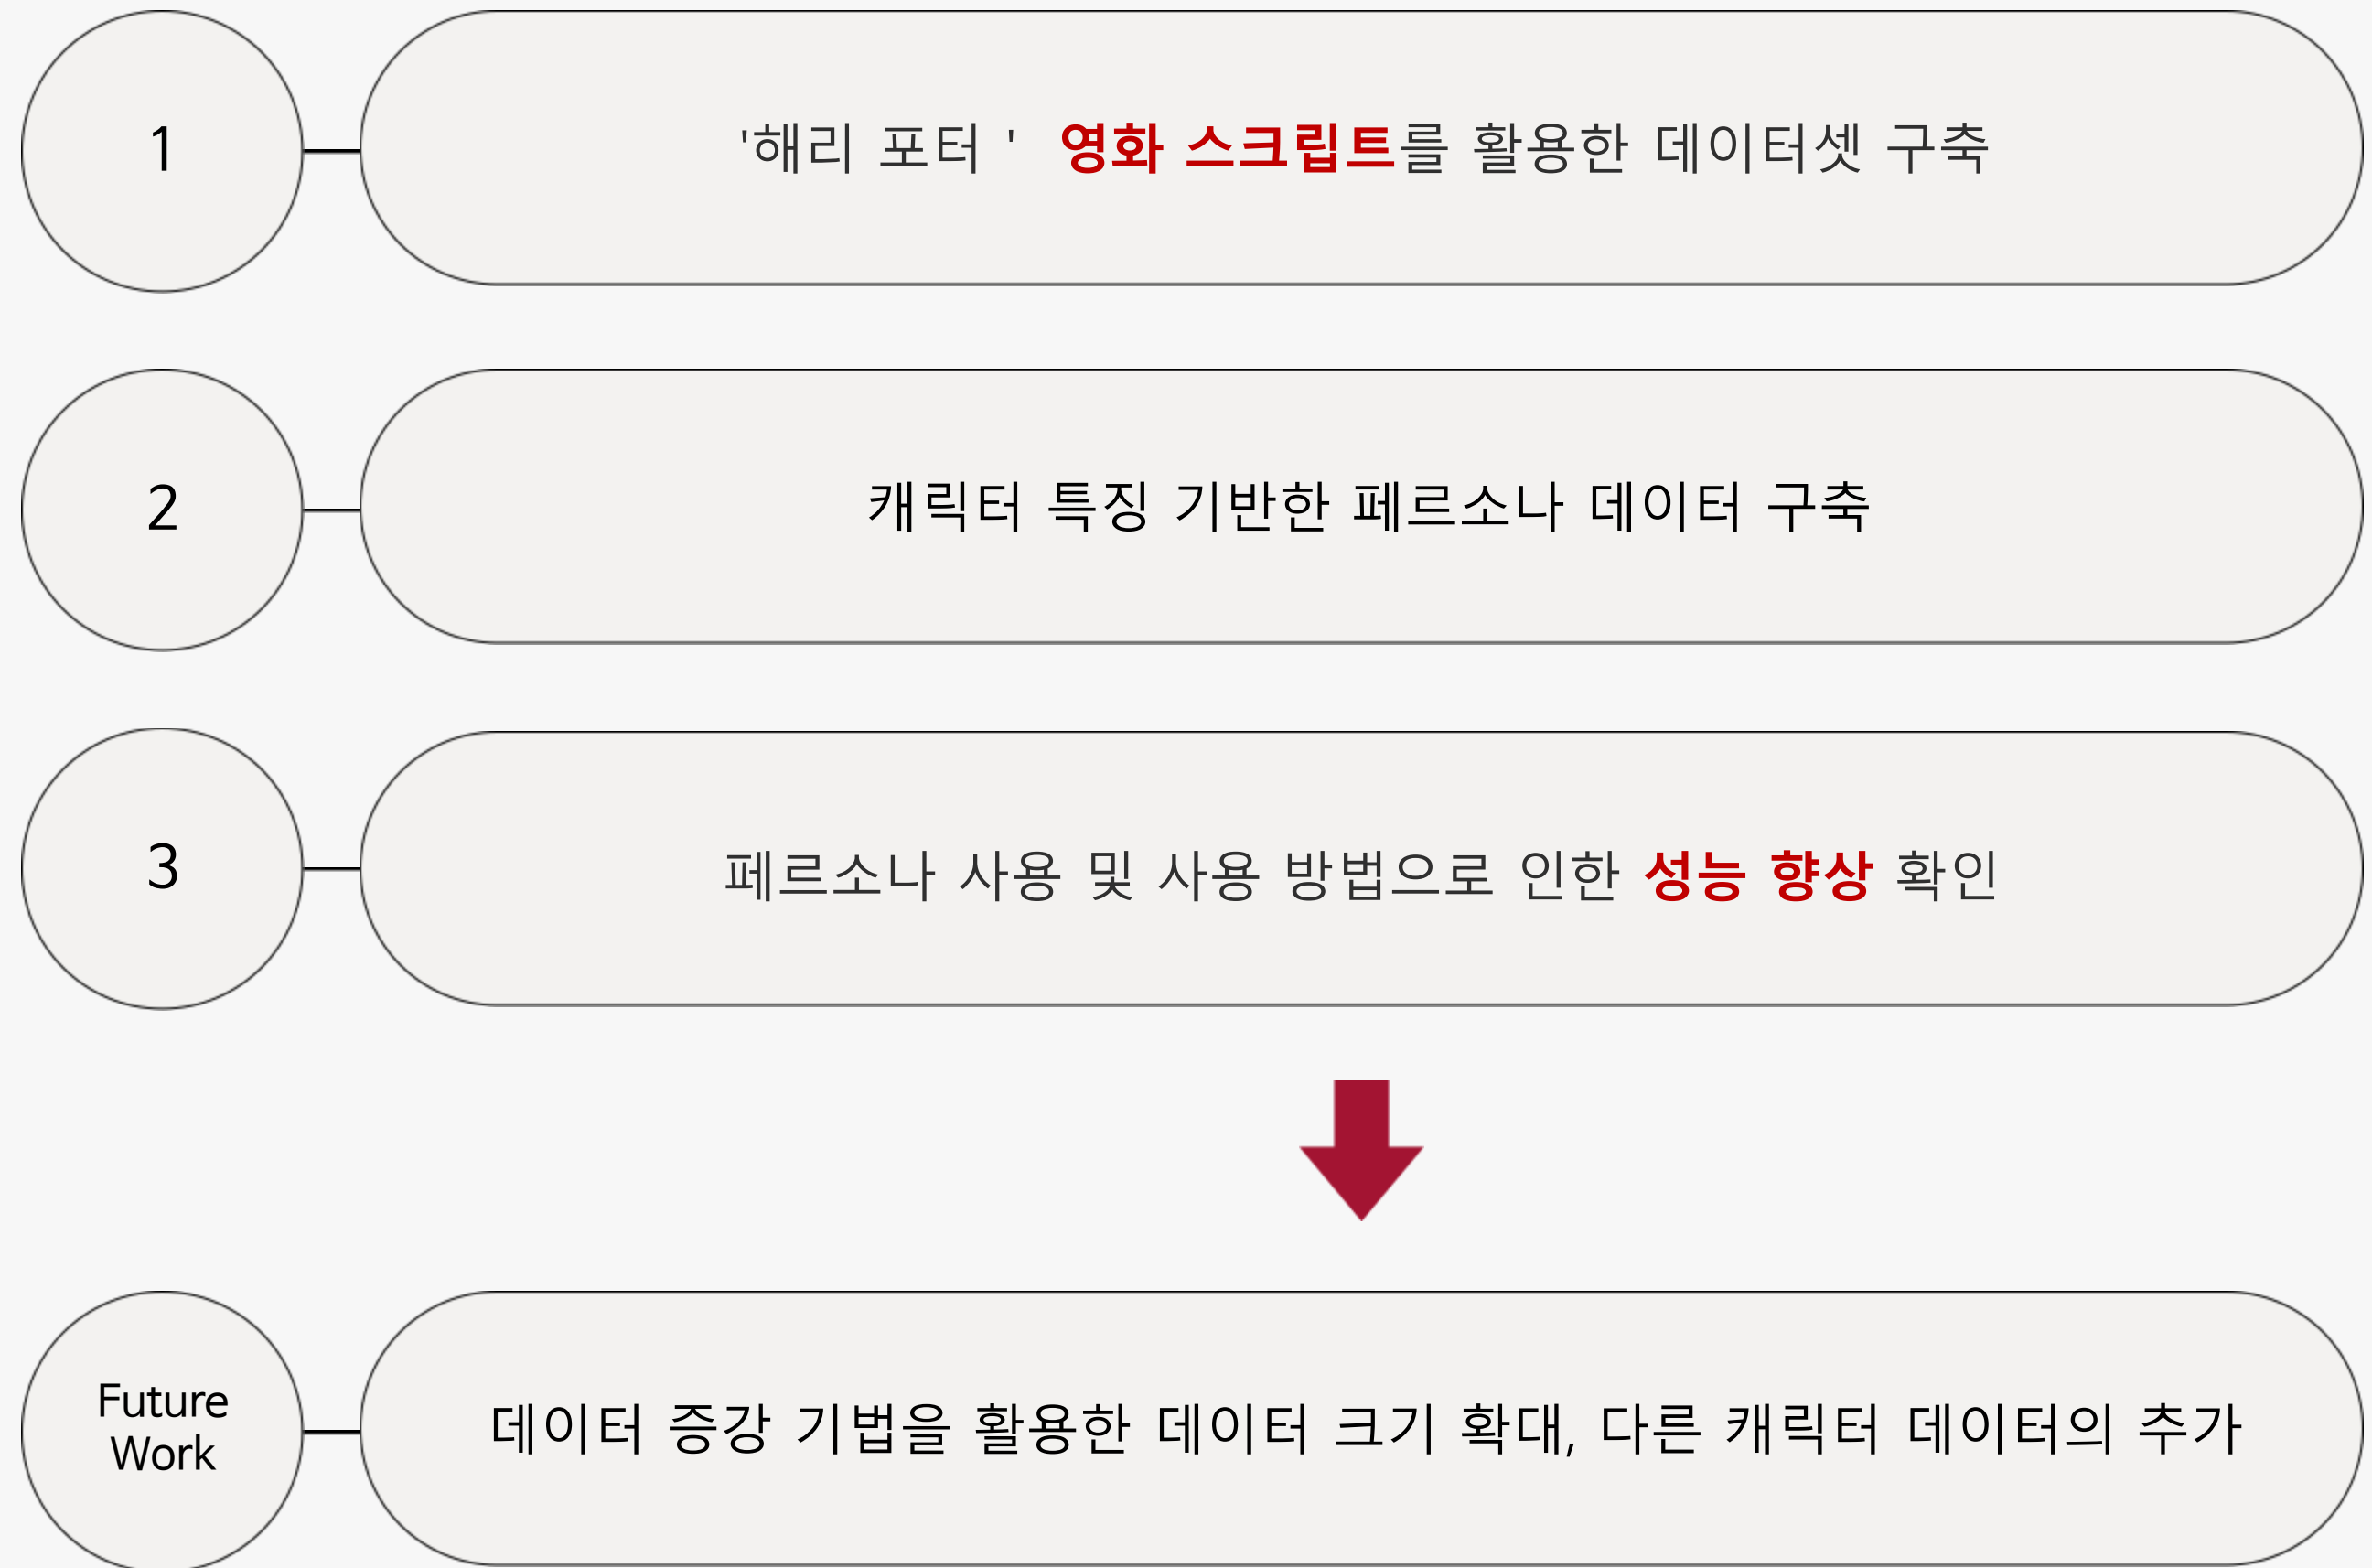 1
'해리 포터 ' 영화 스크립트를 활용한 데이터셋 구축
2
캐릭터 특징 기반한 페르소나 데이터 구축
3
페르소나 사용 및 사용 방법으로 인한 성능 향상 확인
Future
Work
데이터 증강 기법을 활용한 데이터 크기 확대, 다른 캐릭터 데이터의 추가